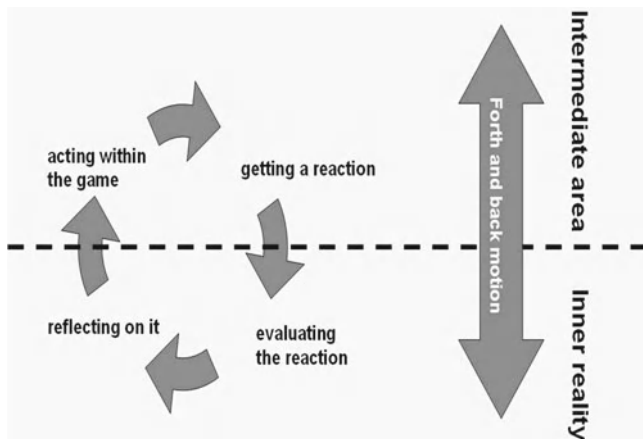 acting within
the game
getting a reaction
reflecting on it
evaluating
the reaction
Forth and back motion
Intermediate area
Inner reality